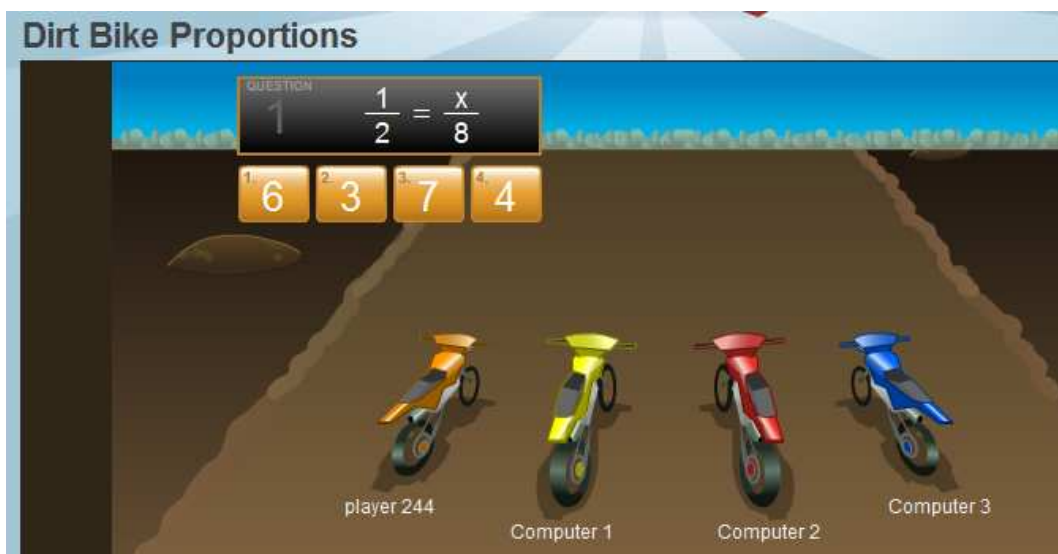 Dirt Bike Proportions
QUESTION
1
1/2 = x/8
1. 6 2. 3 3. 7 4. 4
player 244
Computer 1
Computer 2
Computer 3